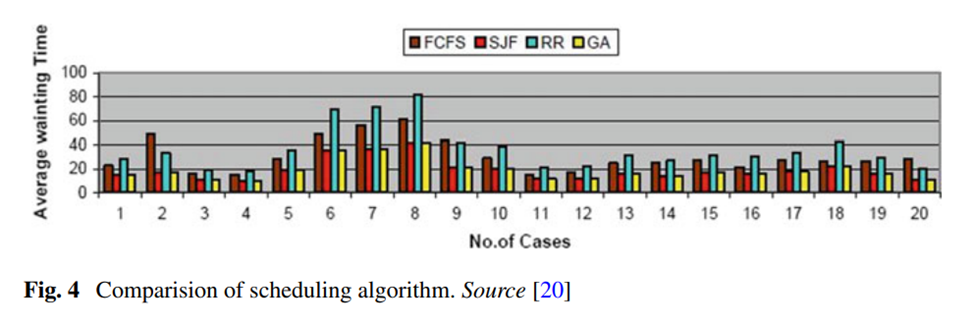 FCFS SJF RR GA
Average wainting Time
100
80
60
40
20
0
1 2 3 4 5 6 7 8 9 10 11 12 13 14 15 16 17 18 19 20
No.of Cases
Fig. 4 Comparision of scheduling algorithm. Source [20]